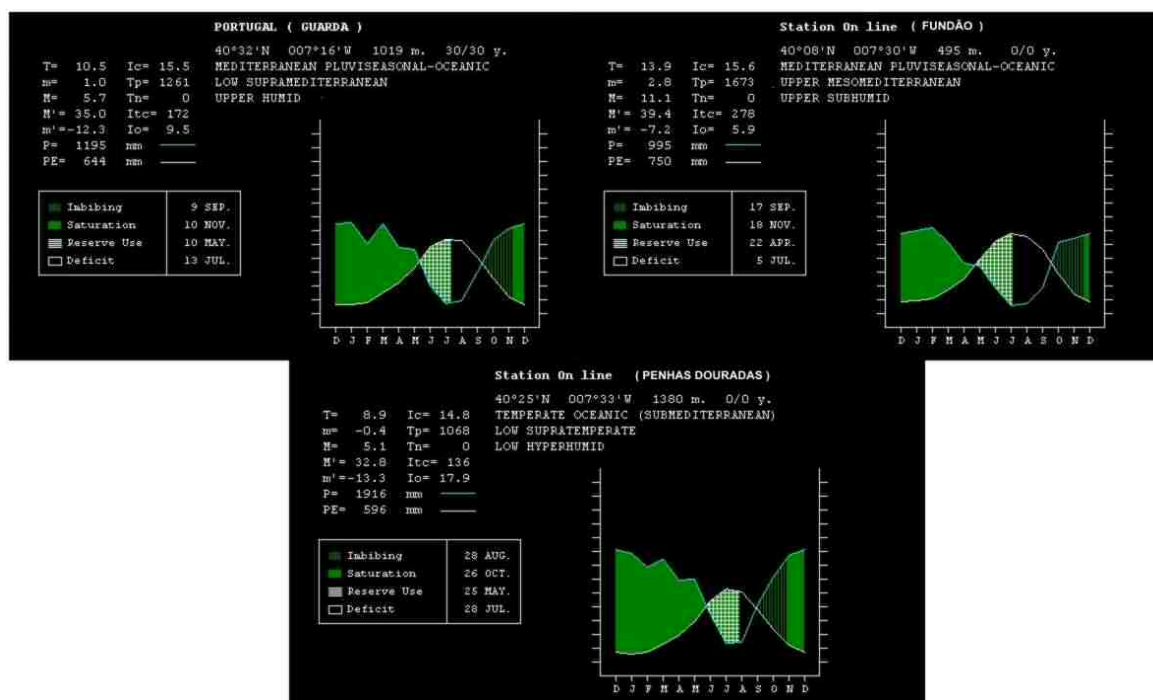 PORTUGAL ( GUARDA )
40°32'N 007°16'W 1019 m. 30/30 y.
T= 10.5 Ic= 15.5 MEDITERRANEAN PLUVISEASONAL-OCEANIC
m= 1.0 Tp= 1261 LOW SUPRAMEDITERRANEAN
M= 5.7 Tn= 0 UPPER HUMID
M'= 35.0 Itc= 172
m'=-12.3 Io= 9.5
P= 1195 mm
PE= 644 mm
Imbibing 9 SEP.
Saturation 10 NOV.
Reserve Use 10 MAY.
Deficit 13 JUL.
D J F M A M J J A S O N D
Station On line ( FUNDÃO )
40°08'N 007°30'W 495 m. 0/0 y.
T= 13.9 Ic= 15.6 MEDITERRANEAN PLUVISEASONAL-OCEANIC
m= 2.8 Tp= 1673 UPPER MESOMEDITERRANEAN
M= 11.1 Tn= 0 UPPER SUBHUMID
M'= 39.4 Itc= 278
m'= -7.2 Io= 5.9
P= 995 mm
PE= 750 mm
Imbibing 17 SEP.
Saturation 18 NOV.
Reserve Use 22 APR.
Deficit 5 JUL.
D J F M A M J J A S O N D
Station On line ( PENHAS DOURADAS )
40°25'N 007°33'W 1380 m. 0/0 y.
T= 8.9 Ic= 14.8 TEMPERATE OCEANIC (SUBMEDITERRANEAN)
m= -0.4 Tp= 1068 LOW SUPRATEMPERATE
M= 5.1 Tn= 0 LOW HYPERHUMID
M'= 32.8 Itc= 136
m'=-13.3 Io= 17.9
P= 1916 mm
PE= 596 mm
Imbibing 28 AUG.
Saturation 26 OCT.
Reserve Use 25 MAY.
Deficit 28 JUL.
D J F M A M J J A S O N D